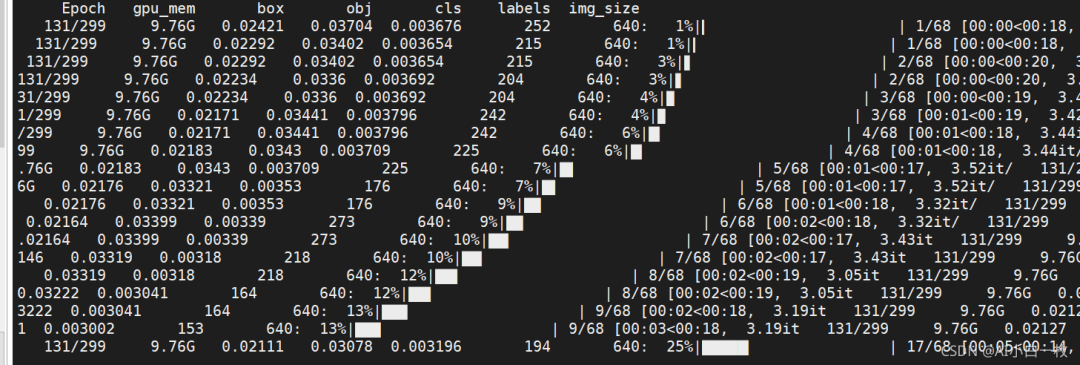 Epoch gpu_mem box obj cls labels img_size
131/299 9.76G 0.02421 0.03704 0.003676 252 640: 1%| | 1/68 [00:00<00:18,
131/299 9.76G 0.02292 0.03402 0.003654 215 640: 1%| | 1/68 [00:00<00:18,
131/299 9.76G 0.02292 0.03402 0.003654 215 640: 3%| | 2/68 [00:00<00:20, 3
131/299 9.76G 0.02234 0.0336 0.003692 204 640: 3%| | 2/68 [00:00<00:20, 3.
31/299 9.76G 0.02234 0.0336 0.003692 204 640: 4%| | 3/68 [00:01<00:19, 3.4
1/299 9.76G 0.02171 0.03441 0.003796 242 640: 4%| | 3/68 [00:01<00:19, 3.42
/299 9.76G 0.02171 0.03441 0.003796 242 640: 6%| | 4/68 [00:01<00:18, 3.44i
99 9.76G 0.02183 0.0343 0.003709 225 640: 6%| | 4/68 [00:01<00:18, 3.44it/
.76G 0.02183 0.0343 0.003709 225 640: 7%| | 5/68 [00:01<00:17, 3.52it/ 131/2
6G 0.02176 0.03321 0.00353 176 640: 7%| | 5/68 [00:01<00:17, 3.52it/ 131/299
0.02176 0.03321 0.00353 176 640: 9%| | 6/68 [00:01<00:18, 3.32it/ 131/299
0.02164 0.03399 0.00339 273 640: 9%| | 6/68 [00:02<00:18, 3.32it/ 131/299
.02164 0.03399 0.00339 273 640: 10%| | 7/68 [00:02<00:17, 3.43it 131/299 9.
146 0.03319 0.00318 218 640: 10%| | 7/68 [00:02<00:17, 3.43it 131/299 9.76G
0.03319 0.00318 218 640: 12%| | 8/68 [00:02<00:19, 3.05it 131/299 9.76G
0.03222 0.003041 164 640: 12%| | 8/68 [00:02<00:19, 3.05it 131/299 9.76G 0.0
3222 0.003041 164 640: 13%| | 9/68 [00:02<00:18, 3.19it 131/299 9.76G 0.0212
1 0.003002 153 640: 13%| | 9/68 [00:03<00:18, 3.19it 131/299 9.76G 0.02127
131/299 9.76G 0.02111 0.03078 0.003196 194 640: 25%| | 17/68 [00:05<00:14,
CSDN @AI小白一枚